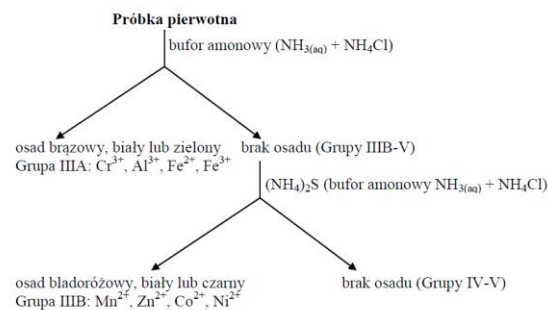 Próbka pierwotna
bufor amonowy (NH₃₍ₐq₎ + NH₄Cl)
osad brązowy, biały lub zielony
Grupa IIIA: Cr³⁺, Al³⁺, Fe²⁺, Fe³⁺
brak osadu (Grupy IIIB-V)
(NH₄)₂S (bufor amonowy NH₃₍ₐq₎ + NH₄Cl)
osad bladoróżowy, biały lub czarny
Grupa IIIB: Mn²⁺, Zn²⁺, Co²⁺, Ni²⁺
brak osadu (Grupy IV-V)